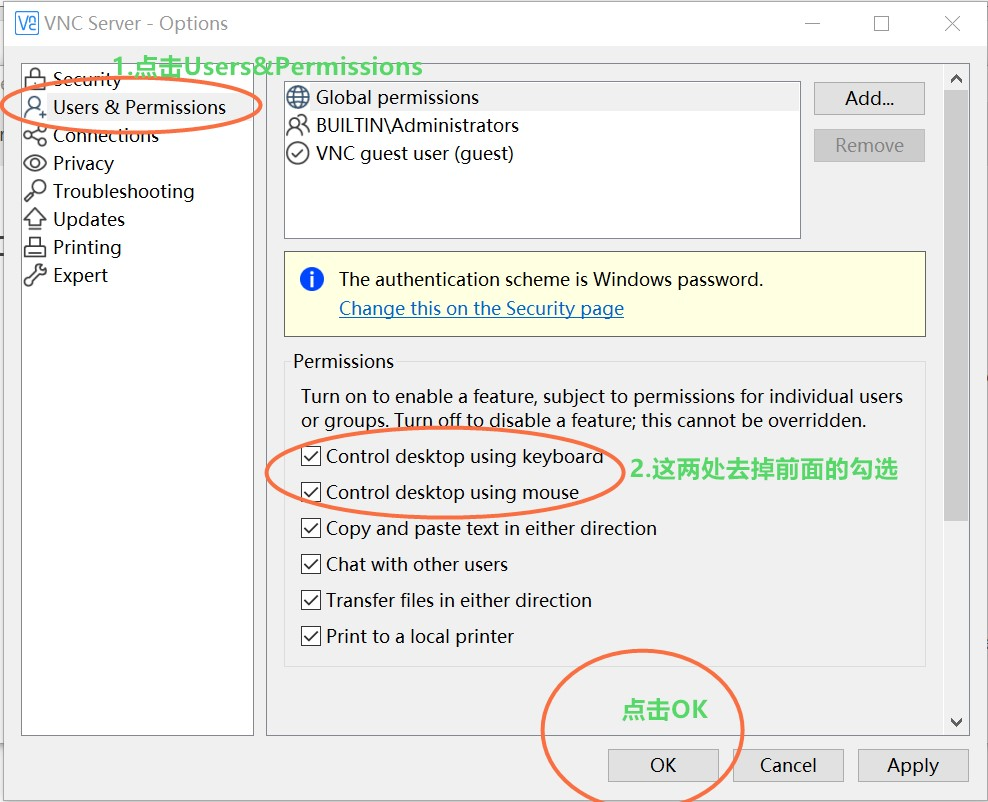 VNC Server - Options
1.点击Users&Permissions
Security
Users & Permissions
Connections
Privacy
Troubleshooting
Updates
Printing
Expert
Global permissions
BUILTIN\Administrators
VNC guest user (guest)
Add...
Remove
The authentication scheme is Windows password.
Change this on the Security page
Permissions
Turn on to enable a feature, subject to permissions for individual users
or groups. Turn off to disable a feature; this cannot be overridden.
Control desktop using keyboard
2.这两处去掉前面的勾选
Control desktop using mouse
Copy and paste text in either direction
Chat with other users
Transfer files in either direction
Print to a local printer
点击OK
OK
Cancel
Apply